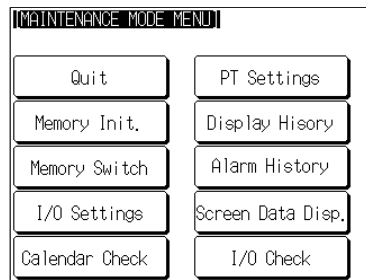 [MAINTENANCE MODE MENU]
Quit
PT Settings
Memory Init.
Display Hisory
Memory Switch
Alarm History
I/O Settings
Screen Data Disp.
Calendar Check
I/O Check